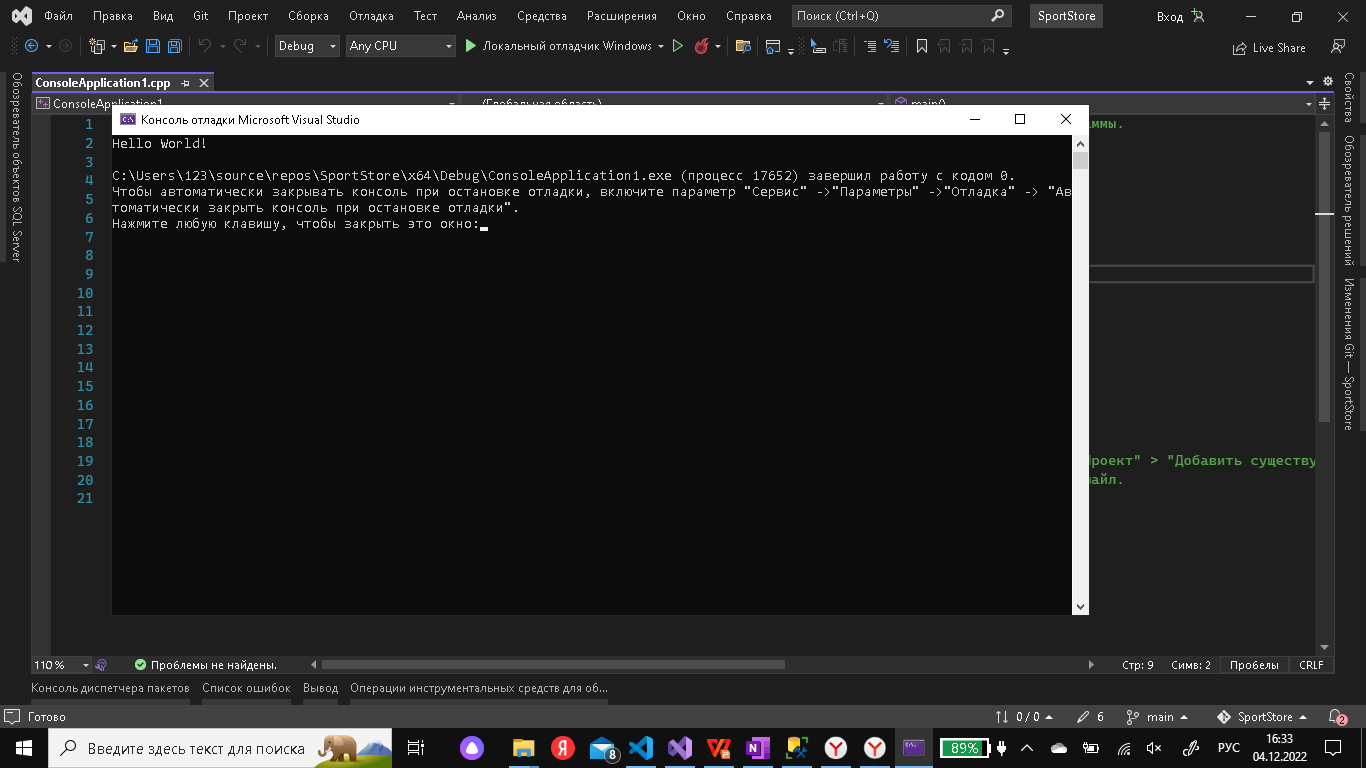 Файл Правка Вид Git Проект Сборка Отладка Тест Анализ Средства Расширения Окно Справка Поиск (Ctrl+Q) SportStore Вход
Debug Any CPU Локальный отладчик Windows Live Share
ConsoleApplication1.cpp
ConsoleApplication1 (Глобальная область) main()
Консоль отладки Microsoft Visual Studio
Hello World!
C:\Users\123\source\repos\SportStore\x64\Debug\ConsoleApplication1.exe (процесс 17652) завершил работу с кодом 0.
Чтобы автоматически закрывать консоль при остановке отладки, включите параметр "Сервис" ->"Параметры" ->"Отладка" -> "Ав
томатически закрыть консоль при остановке отладки".
Нажмите любую клавишу, чтобы закрыть это окно:
1
2
3
4
5
6
7
8
9
10
11
12
13
14
15
16
17
18
19
20
21
ммы.
Проект" > "Добавить существу
айл.
Обозреватель объектов SQL Server
Свойства
Обозреватель решений
Изменения Git — SportStore
110 % Проблемы не найдены. Стр: 9 Симв: 2 Пробелы CRLF
Консоль диспетчера пакетов Список ошибок Вывод Операции инструментальных средств для об...
Готово 0 / 0 6 main SportStore 2
Введите здесь текст для поиска 8 89% РУС 16:33
04.12.2022